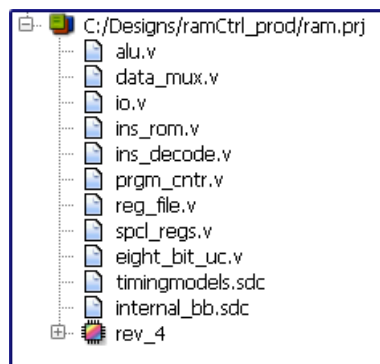 C:/Designs/ramCtrl_prod/ram.prj
alu.v
data_mux.v
io.v
ins_rom.v
ins_decode.v
prgm_cntr.v
reg_file.v
spcl_regs.v
eight_bit_uc.v
timingmodels.sdc
internal_bb.sdc
rev_4